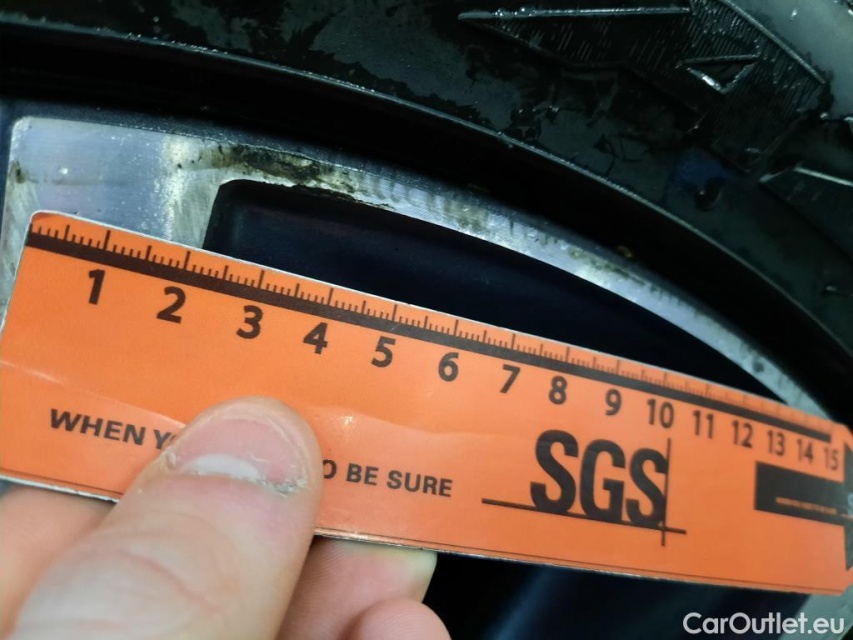 1 2 3 4 5 6 7 8 9 10 11 12 13 14 15
WHEN Y O BE SURE
SGS
CarOutlet.eu